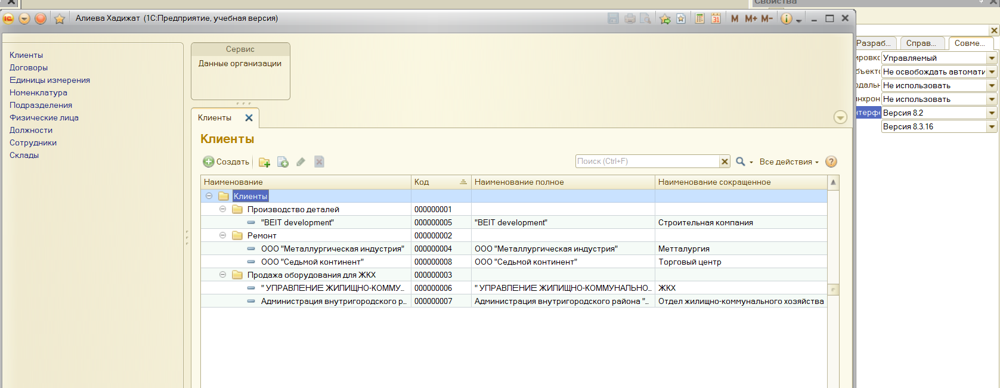 Свойства
Алиева Хадижат (1С:Предприятие, учебная версия)
M M+ M-
Клиенты
Договоры
Единицы измерения
Номенклатура
Подразделения
Физические лица
Должности
Сотрудники
Склады
Сервис
Данные организации
Клиенты
Клиенты
Создать
Поиск (Ctrl+F)
Все действия
Наименование Код Наименование полное Наименование сокращенное
Клиенты
Производство деталей 000000001
"BEIT development" 000000005 "BEIT development" Строительная компания
Ремонт 000000002
ООО "Металлургическая индустрия" 000000004 ООО "Металлургическая индустрия" Метталургия
ООО "Седьмой континент" 000000008 ООО "Седьмой континент" Торговый центр
Продажа оборудования для ЖКХ 000000003
" УПРАВЛЕНИЕ ЖИЛИЩНО-КОММУ... 000000006 " УПРАВЛЕНИЕ ЖИЛИЩНО-КОММУНАЛЬНО... ЖКХ
Администрация внутригородского р... 000000007 Администрация внутригородского района "... Отдел жилищно-коммунального хозяйства
Разраб... Справ... Совме...
ировкс Управляемый
бъектс Не освобождать автомати
одальн Не использовать
инхрон Не использовать
нтерфе Версия 8.2
Версия 8.3.16